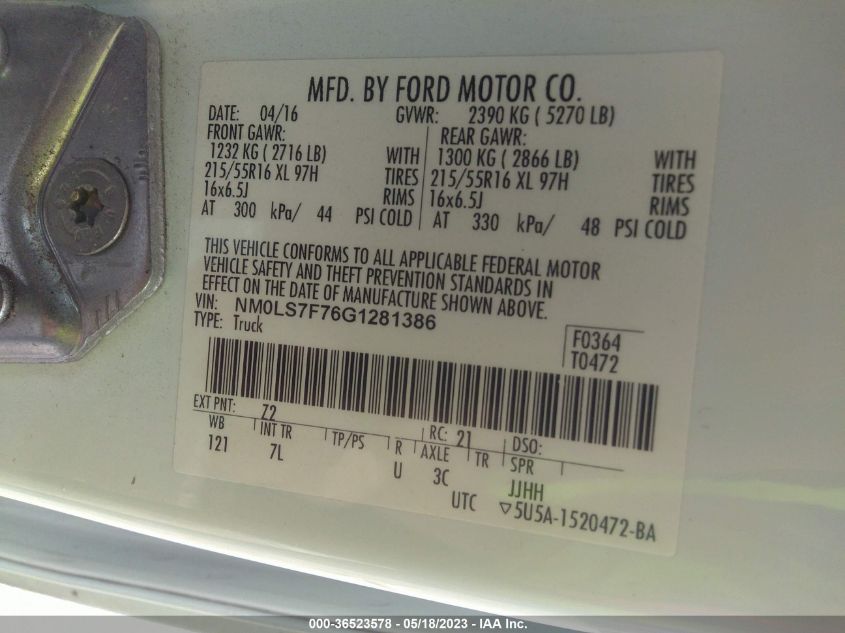 MFD. BY FORD MOTOR CO.
DATE: 04/16 GVWR: 2390 KG ( 5270 LB)
FRONT GAWR: REAR GAWR:
1232 KG ( 2716 LB) WITH 1300 KG ( 2866 LB) WITH
215/55R16 XL 97H TIRES 215/55R16 XL 97H TIRES
16x6.5J RIMS 16x6.5J RIMS
AT 300 kPa/ 44 PSI COLD AT 330 kPa/ 48 PSI COLD
THIS VEHICLE CONFORMS TO ALL APPLICABLE FEDERAL MOTOR
VEHICLE SAFETY AND THEFT PREVENTION STANDARDS IN
EFFECT ON THE DATE OF MANUFACTURE SHOWN ABOVE.
VIN: NM0LS7F76G1281386
TYPE: Truck
F0364
T0472
EXT PNT: Z2 RC: 21 DSO:
WB INT TR TP/PS R AXLE TR SPR
121 7L U 3C JJHH
UTC ▽5U5A-1520472-BA
000-36523578 - 05/18/2023 - IAA Inc.